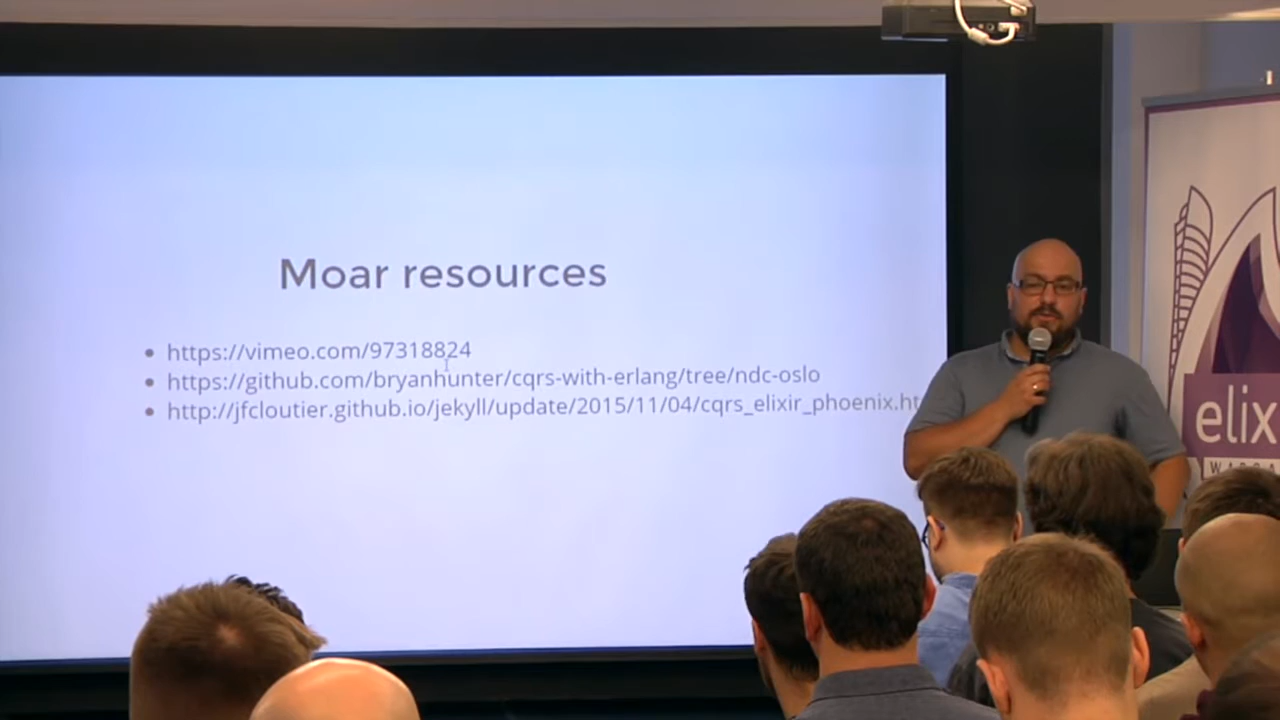 Moar resources
https://vimeo.com/97318824
https://github.com/bryanhunter/cqrs-with-erlang/tree/ndc-oslo
http://jfcloutier.github.io/jekyll/update/2015/11/04/cqrs_elixir_phoenix.ht
elix